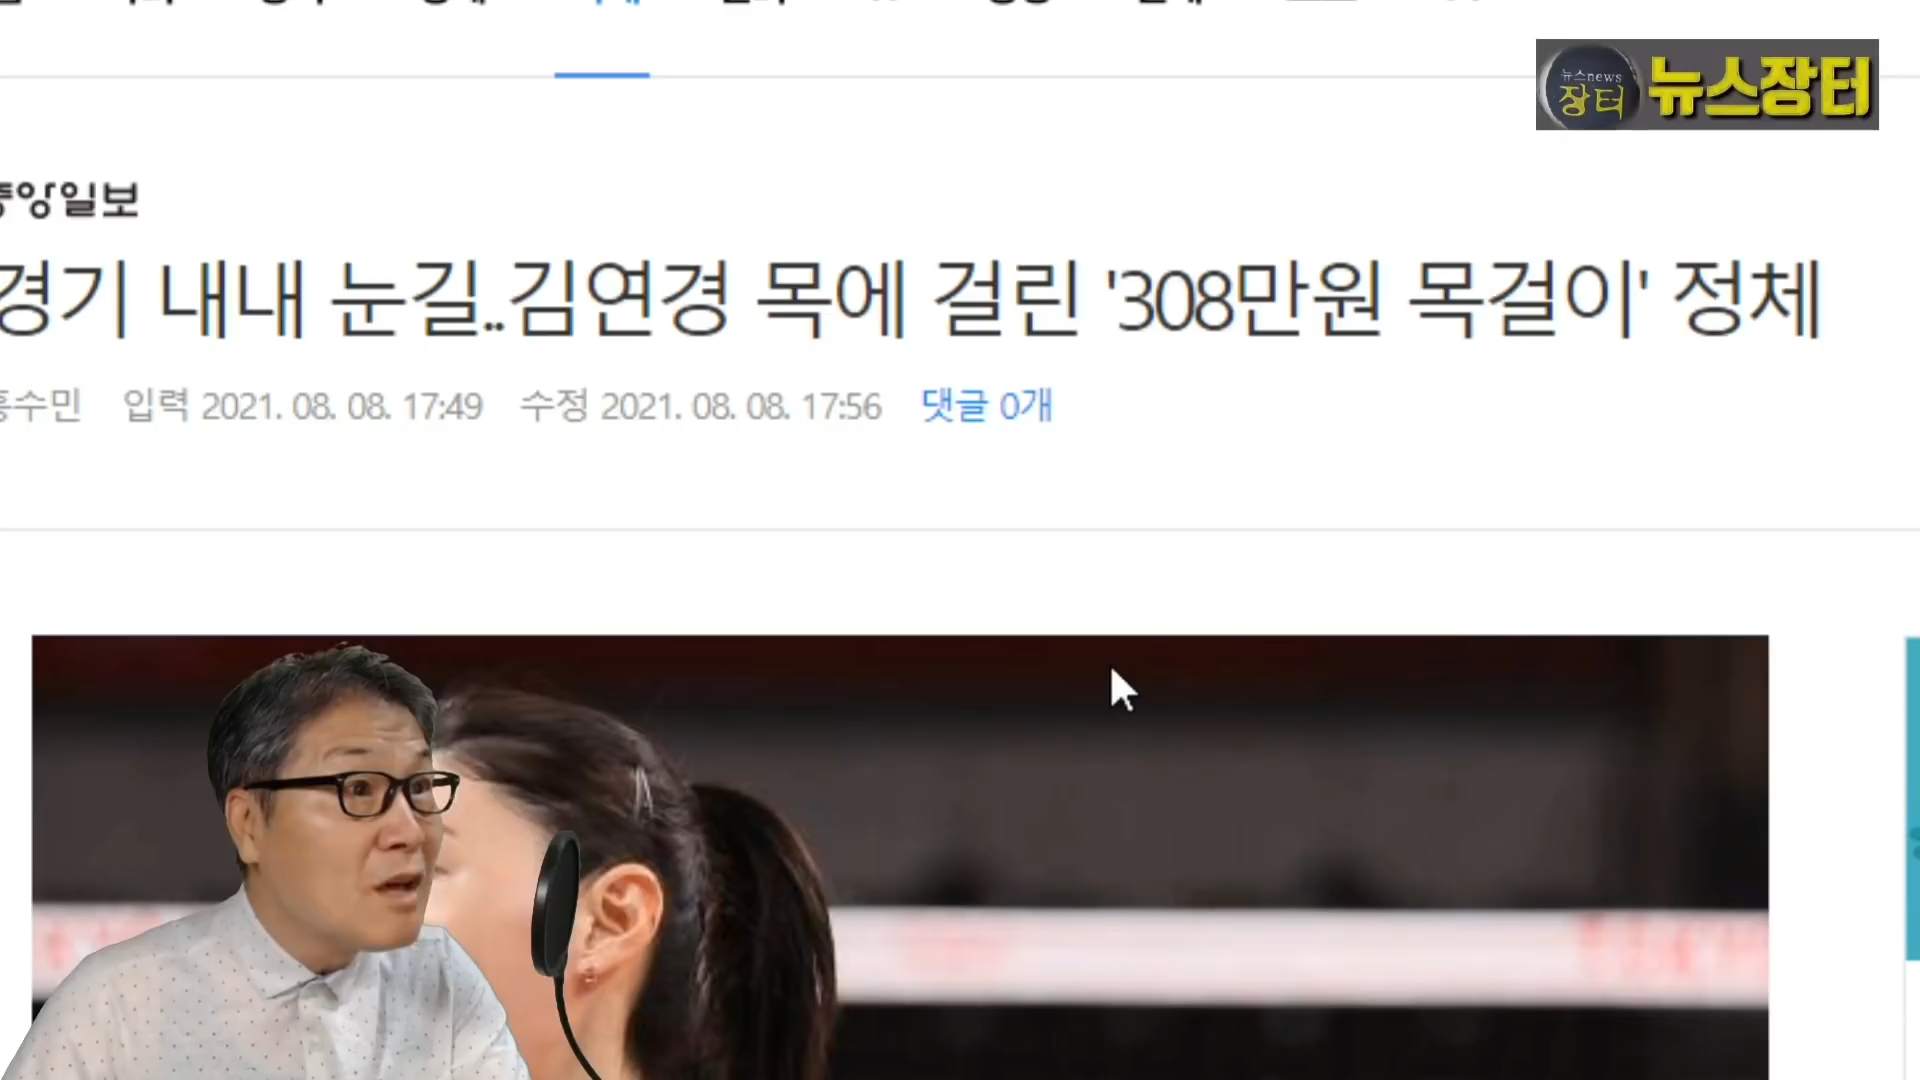 뉴스news
장터
뉴스장터
중앙일보
경기 내내 눈길..김연경 목에 걸린 '308만원 목걸이' 정체
홍수민 입력 2021. 08. 08. 17:49 수정 2021. 08. 08. 17:56 댓글 0개